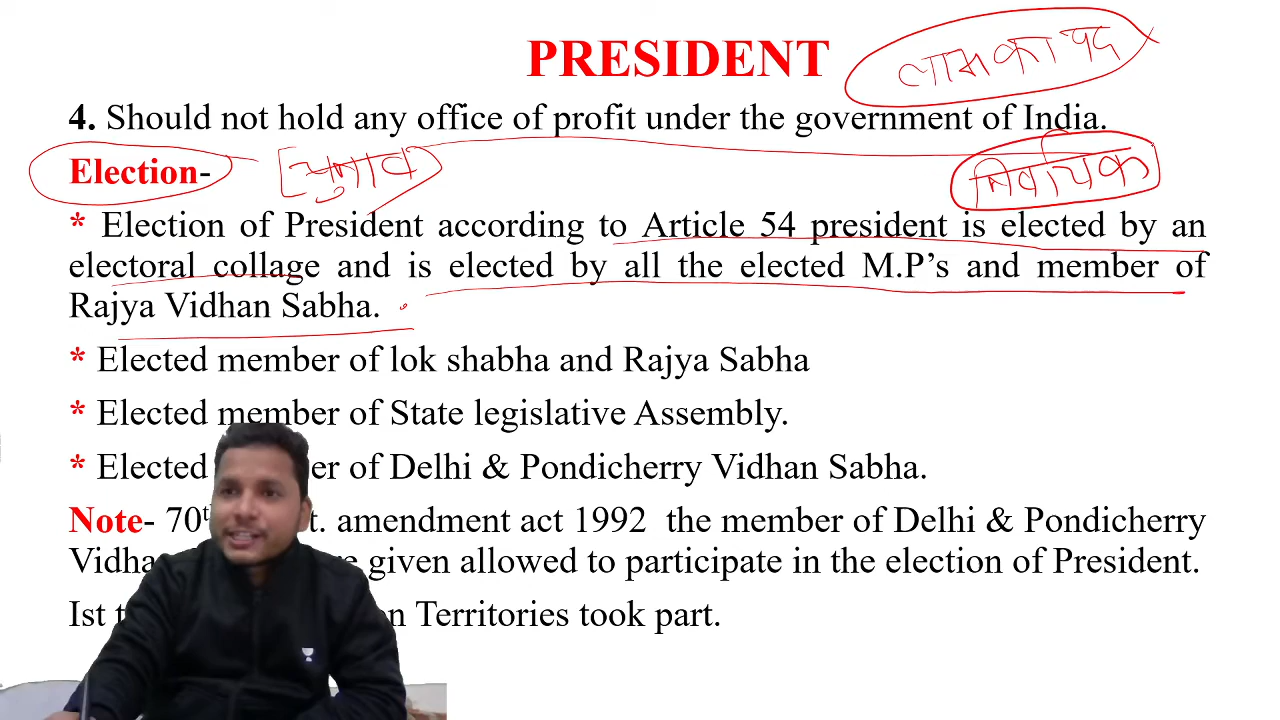 PRESIDENT
लाभ का पद
4. Should not hold any office of profit under the government of India.
Election-
चुनाव
निर्वाचक
* Election of President according to Article 54 president is elected by an
electoral collage and is elected by all the elected M.P’s and member of
Rajya Vidhan Sabha.
* Elected member of lok shabha and Rajya Sabha
* Elected member of State legislative Assembly.
* Elected er of Delhi & Pondicherry Vidhan Sabha.
Note- 70th t. amendment act 1992 the member of Delhi & Pondicherry
given allowed to participate in the election of President.
Ist Territories took part.